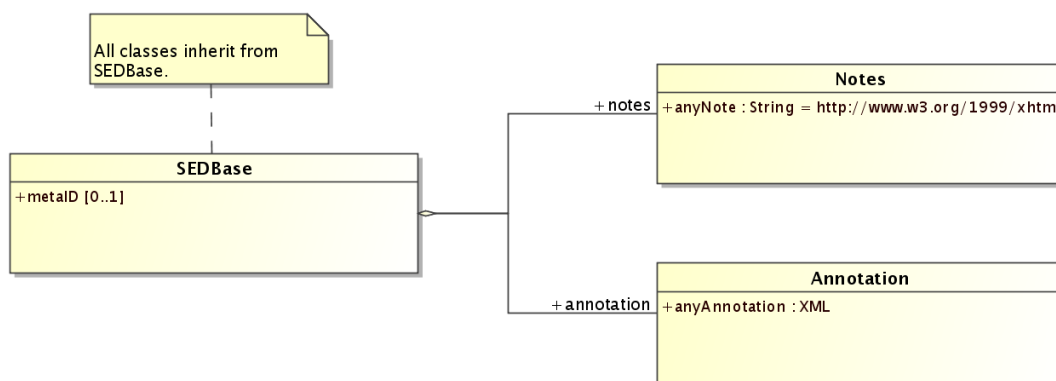 All classes inherit from
SEDBase.
SEDBase
+metaID [0..1]
+notes
Notes
+anyNote : String = http://www.w3.org/1999/xhtm
+annotation
Annotation
+anyAnnotation : XML